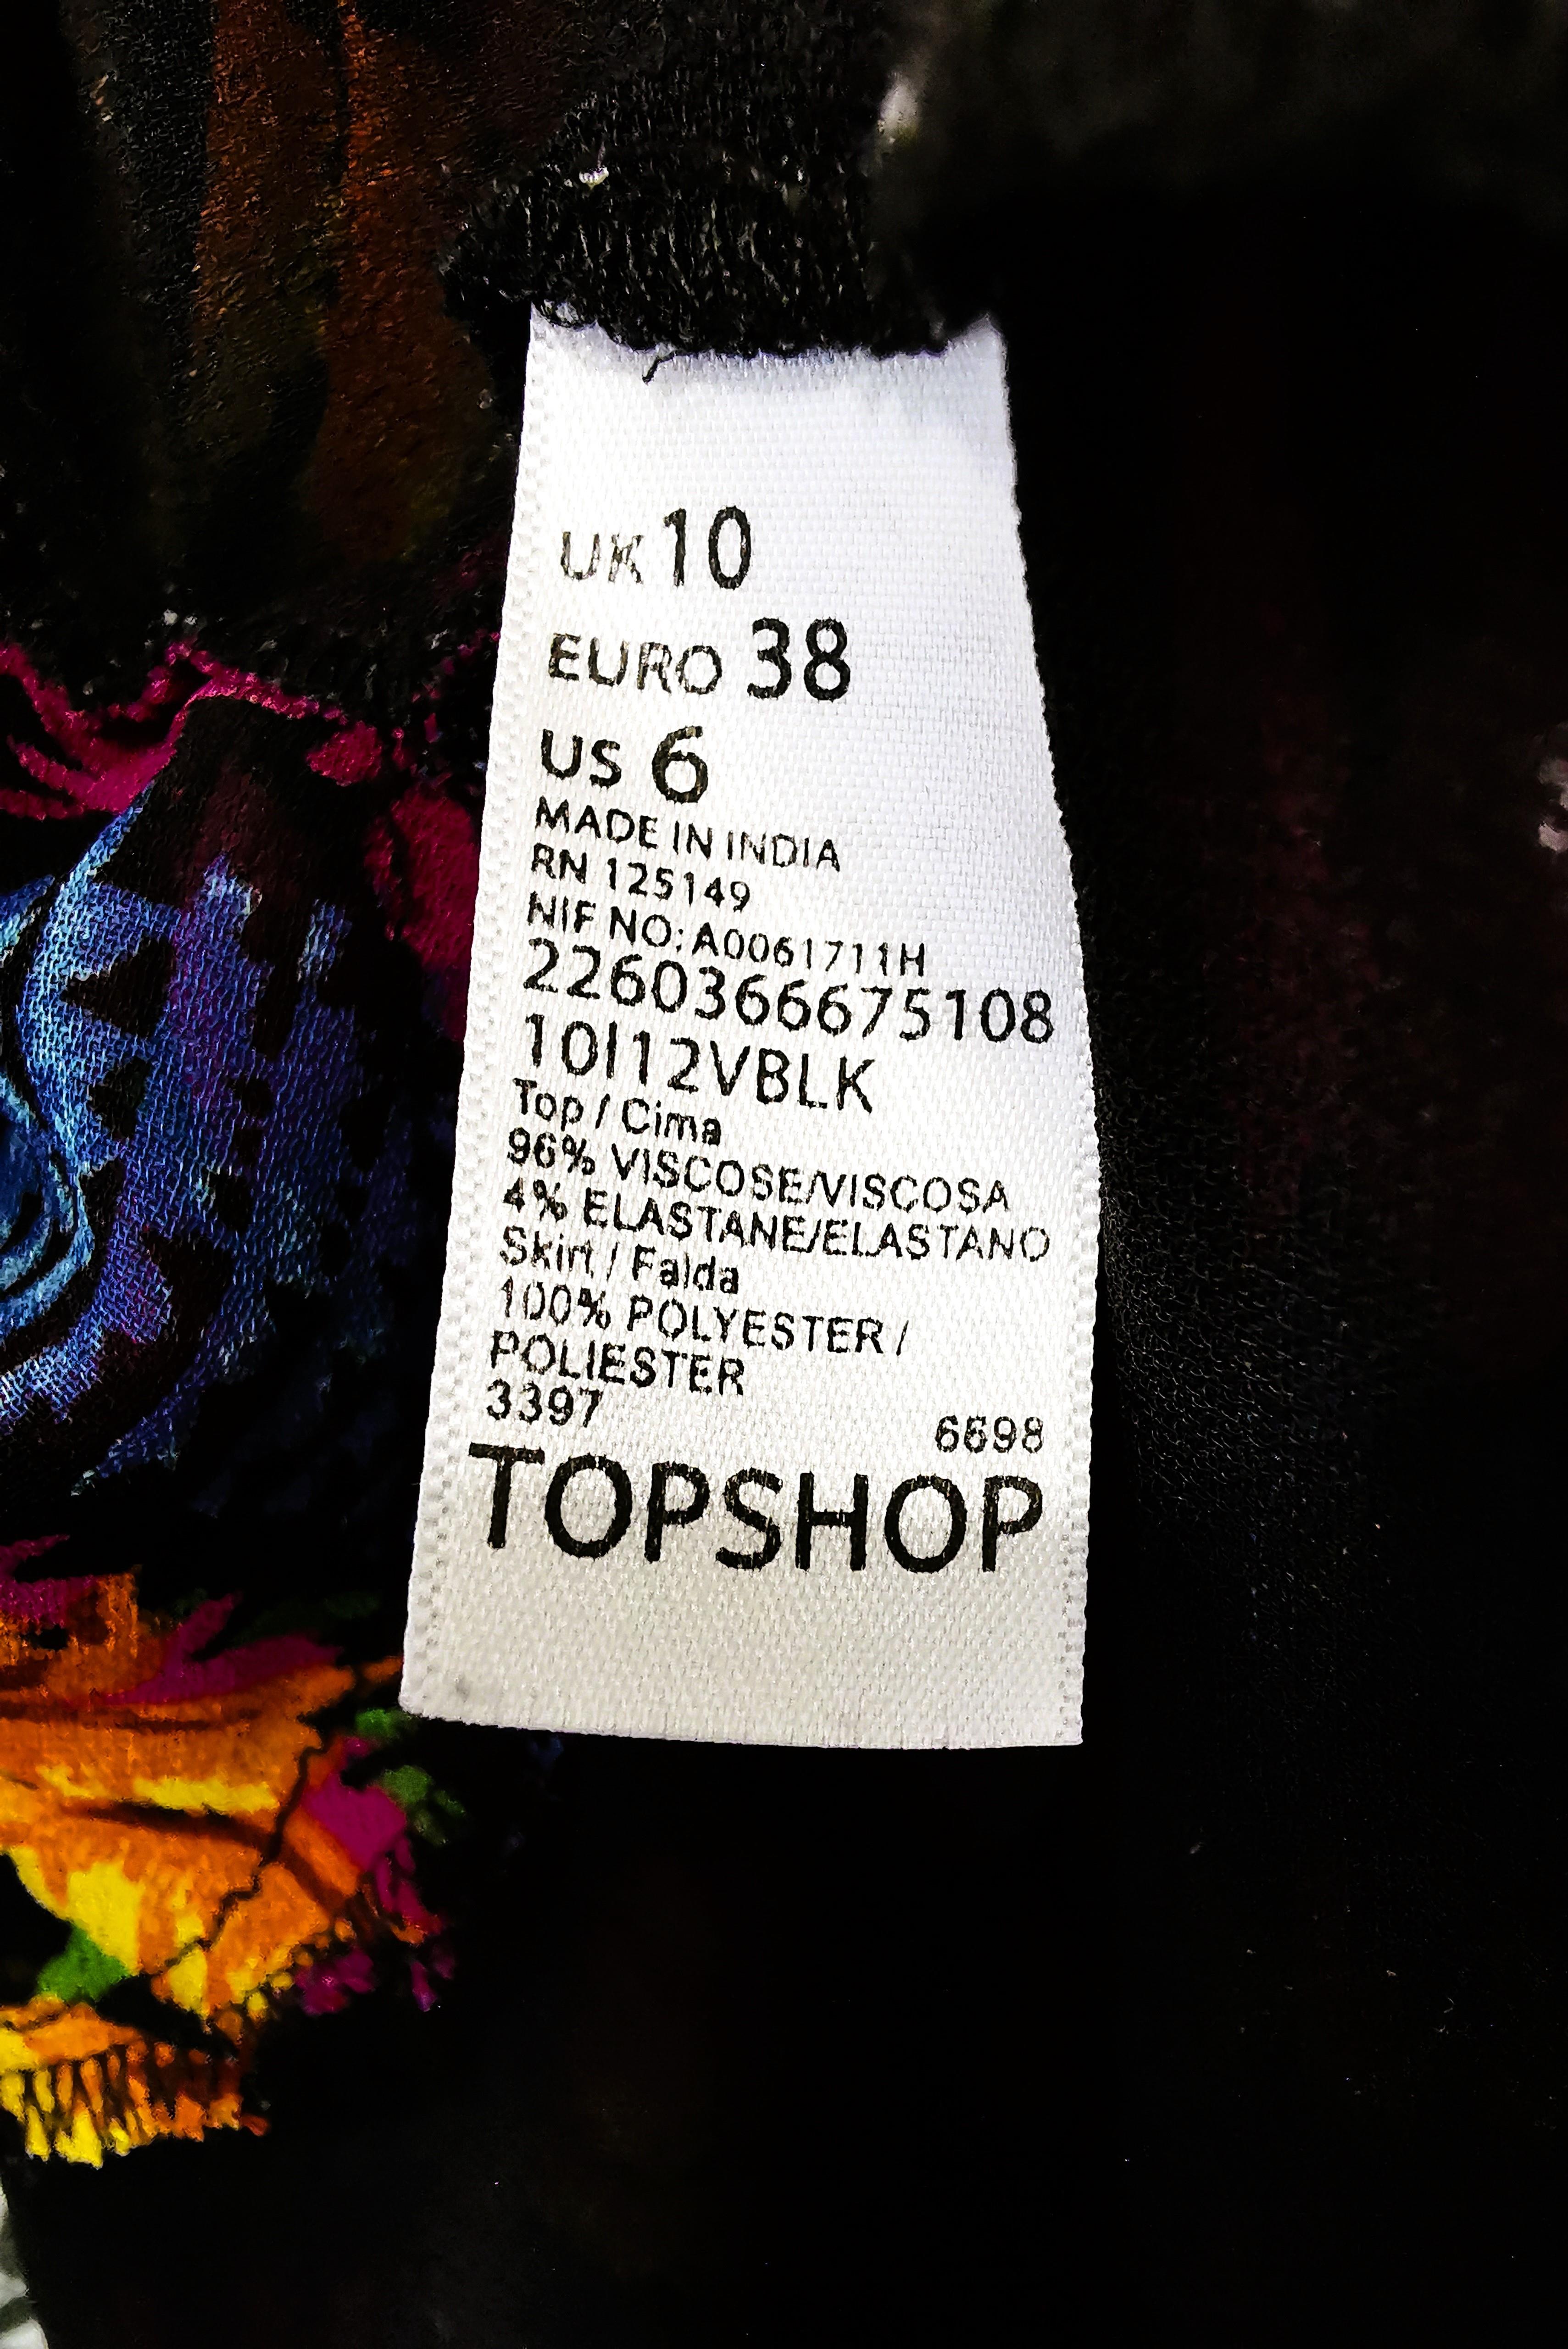 UK 10
EURO 38
US 6
MADE IN INDIA
RN 125149
NIF NO: A0061711H
2260366675108
10I12VBLK
Top / Cima
96% VISCOSE/VISCOSA
4% ELASTANE/ELASTANO
Skirt / Falda
100% POLYESTER /
POLIESTER
3397 6698
TOPSHOP